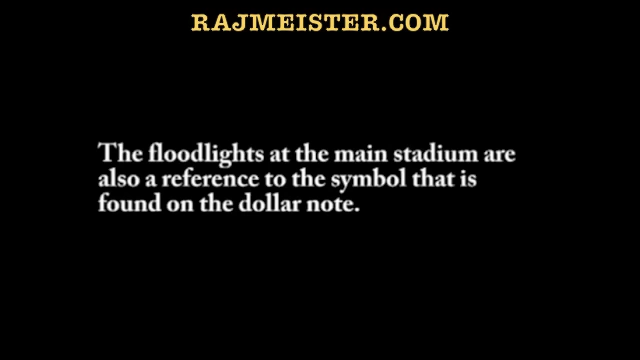 RAJMEISTER.COM
The floodlights at the main stadium are
also a reference to the symbol that is
found on the dollar note.